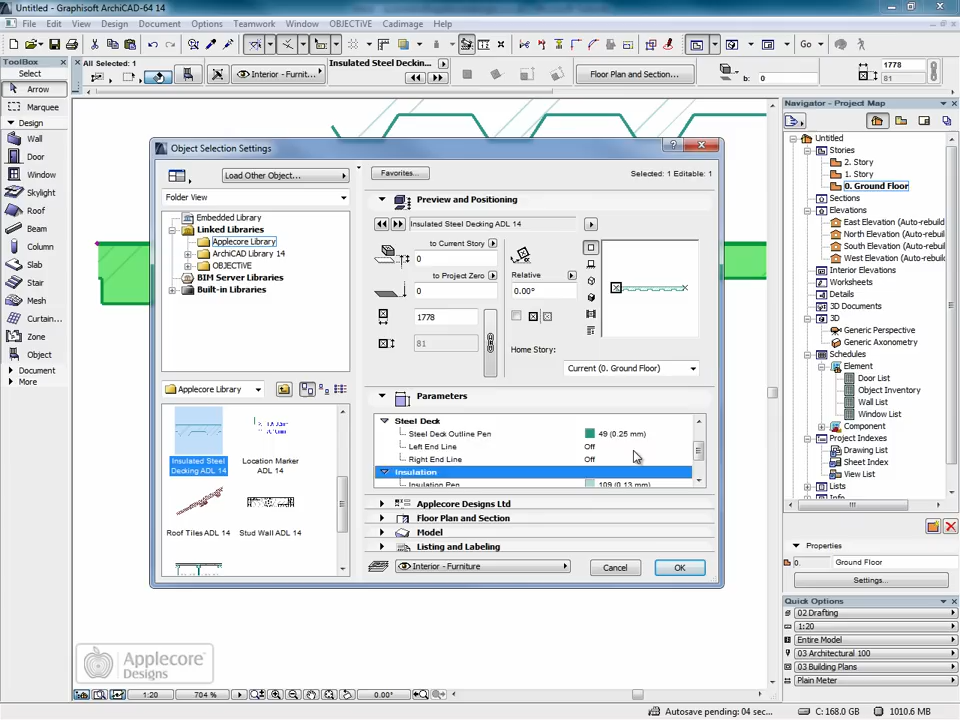 Untitled - Graphisoft ArchiCAD-64 14
File Edit View Design Document Options Teamwork Window OBJECTiVE Cadimage Help
Go
ToolBox
Select
Arrow
Marquee
Design
Wall
Door
Window
Skylight
Roof
Beam
Column
Slab
Stair
Mesh
Curtain...
Zone
Object
Document
More
All Selected: 1
Interior - Furnit...
Insulated Steel Deckin...
Floor Plan and Section...
b: 0
1778
81
Object Selection Settings
Load Other Object...
Folder View
Embedded Library
Linked Libraries
Applecore Library
ArchiCAD Library 14
OBJECTIVE
BIM Server Libraries
Built-in Libraries
Applecore Library
Insulated Steel Decking ADL 14
Location Marker ADL 14
Roof Tiles ADL 14
Stud Wall ADL 14
Favorites...
Selected: 1 Editable: 1
Preview and Positioning
Insulated Steel Decking ADL 14
to Current Story
0
to Project Zero
0
1778
81
Relative
0.00°
Home Story:
Current (0. Ground Floor)
Parameters
Steel Deck
Steel Deck Outline Pen 49 (0.25 mm)
Left End Line Off
Right End Line Off
Insulation
Insulation Pen 109 (0.13 mm)
Applecore Designs Ltd
Floor Plan and Section
Model
Listing and Labeling
Interior - Furniture
Cancel
OK
Navigator - Project Map
Untitled
Stories
2. Story
1. Story
0. Ground Floor
Sections
Elevations
East Elevation (Auto-rebuild
North Elevation (Auto-rebuil
South Elevation (Auto-rebuil
West Elevation (Auto-rebuild
Interior Elevations
Worksheets
Details
3D Documents
3D
Generic Perspective
Generic Axonometry
Schedules
Element
Door List
Object Inventory
Wall List
Window List
Component
Project Indexes
Drawing List
Sheet Index
View List
Lists
Info
Properties
0. Ground Floor
Settings...
Quick Options
02 Drafting
1:20
Entire Model
03 Architectural 100
03 Building Plans
Plain Meter
Applecore Designs
1:20
704 %
0.00°
Autosave pending: 04 sec...
C: 168.0 GB
1010.6 MB